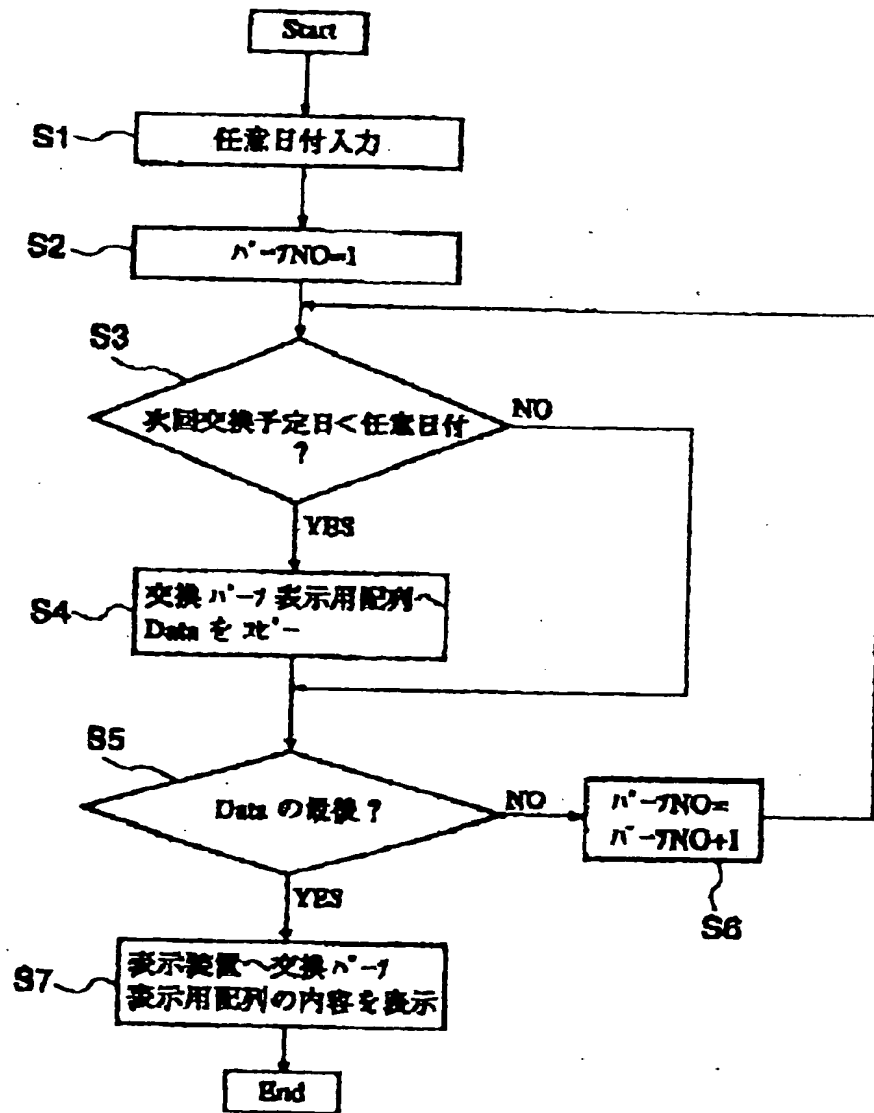 Start
S1
任意日付入力
S2
ﾊﾟｰﾂNO=1
S3
次回交換予定日<任意日付
?
NO
YES
S4
交換ﾊﾟｰﾂ表示用配列へ
Dataをｺﾋﾟｰ
S5
Dataの最後?
NO
ﾊﾟｰﾂNO=
ﾊﾟｰﾂNO+1
S6
YES
S7
表示装置へ交換ﾊﾟｰﾂ
表示用配列の内容を表示
End